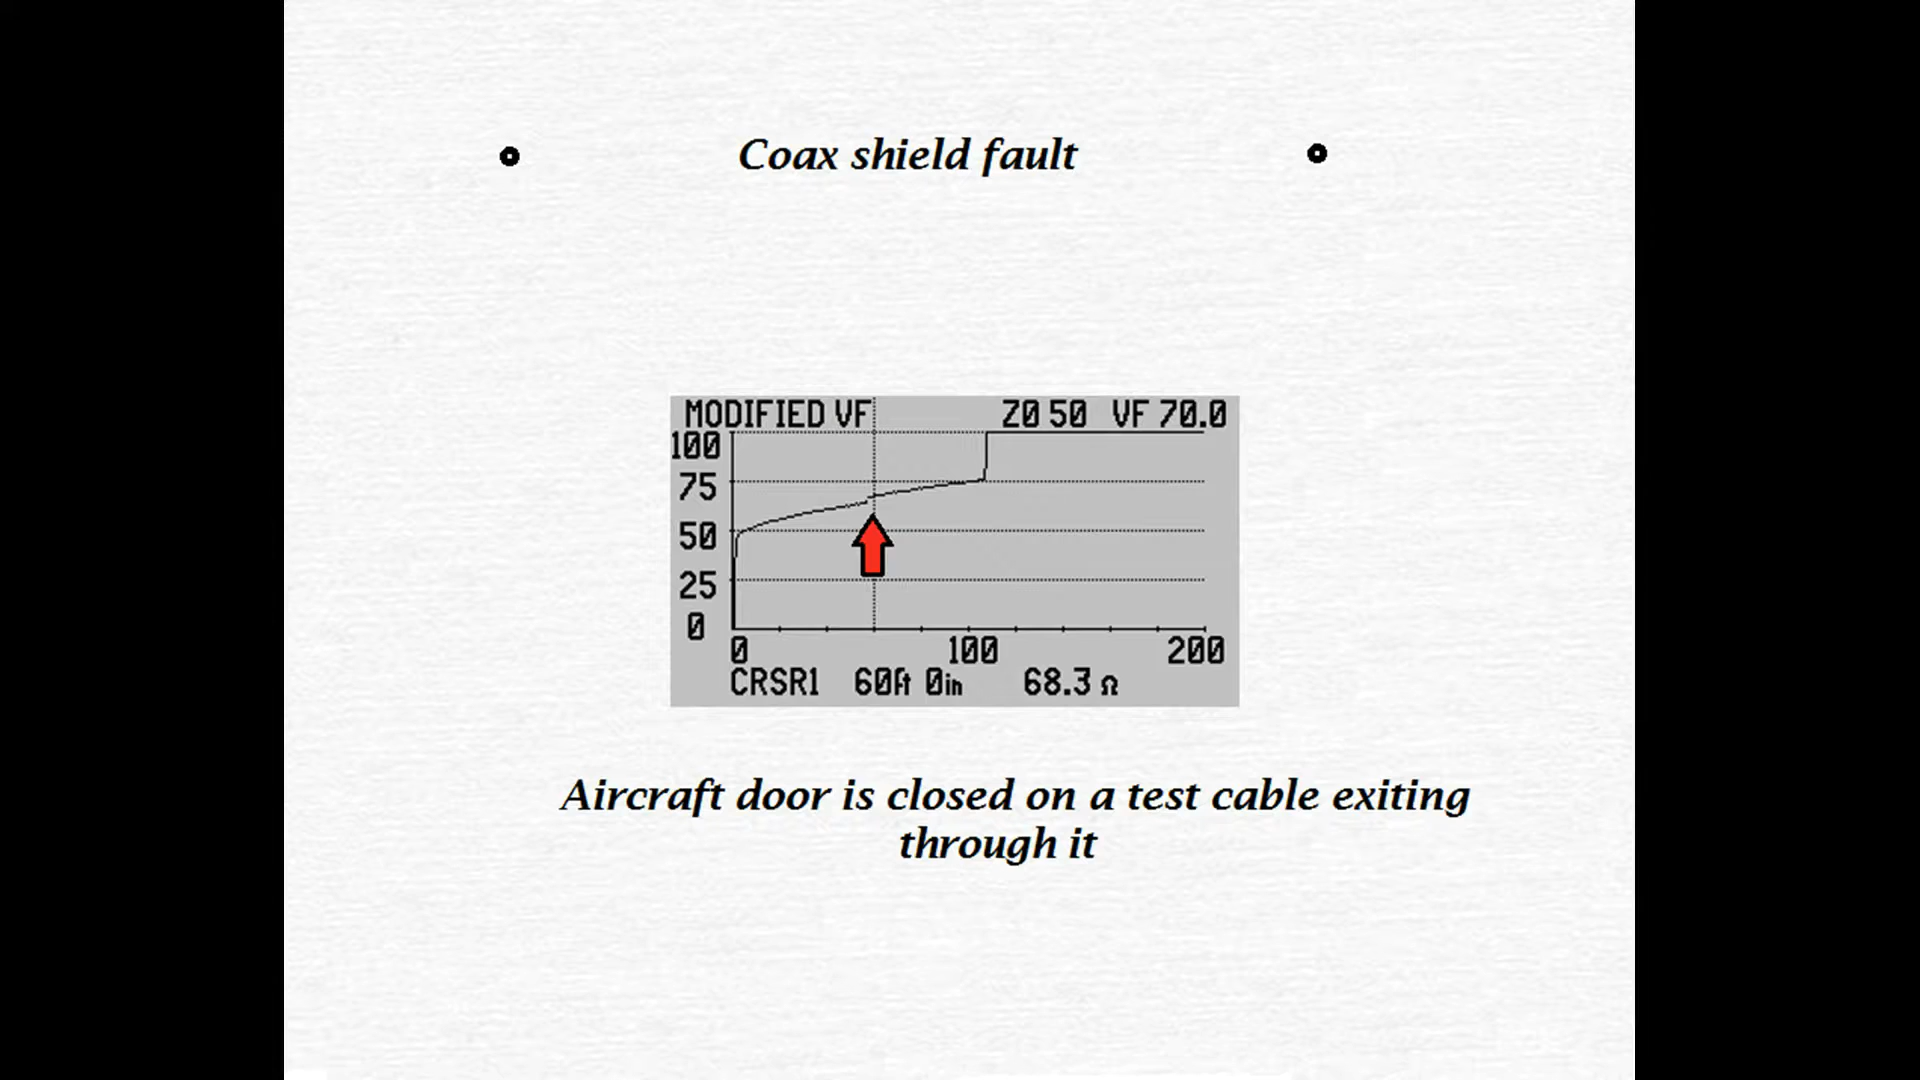 Coax shield fault
MODIFIED VF Z0 50 VF 70.0
100
75
50
25
0
0 100 200
CRSR1 60ft 0in 68.3 Ω
Aircraft door is closed on a test cable exiting
through it